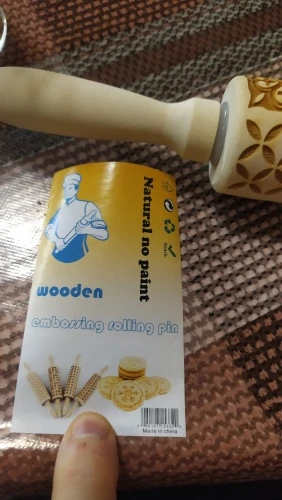 Natural no paint
wooden
embossing rolling pin
Made in china